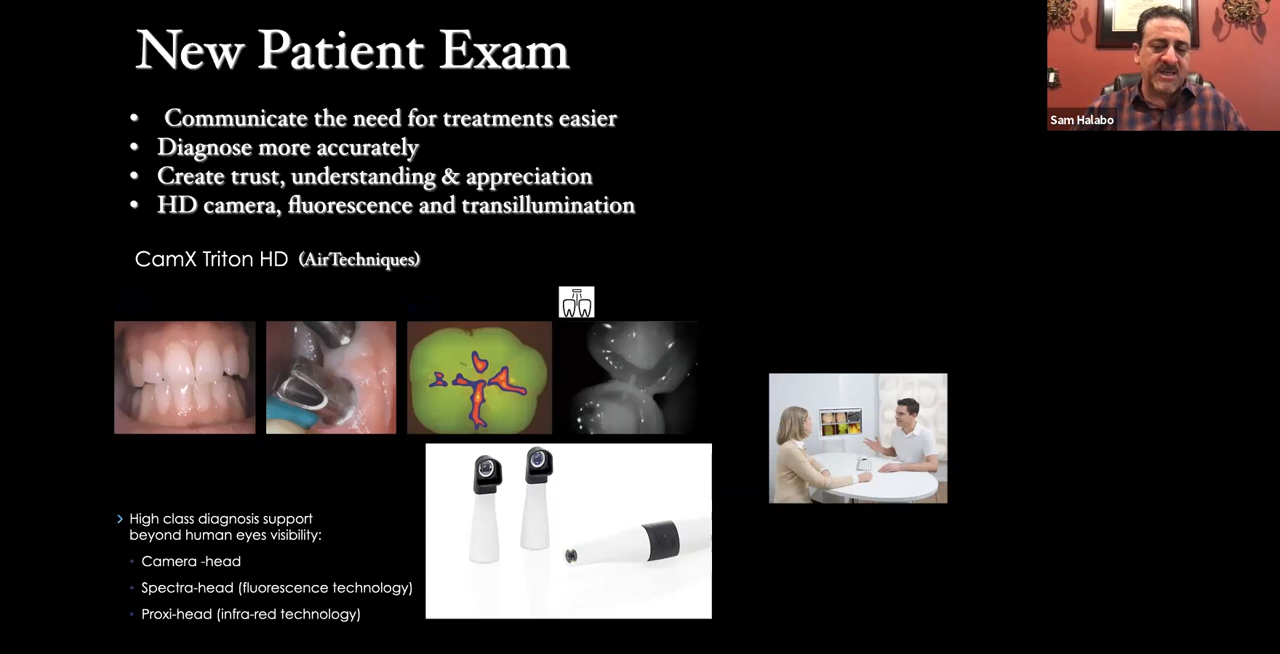 New Patient Exam
• Communicate the need for treatments easier
• Diagnose more accurately
• Create trust, understanding & appreciation
• HD camera, fluorescence and transillumination
CamX Triton HD (AirTechniques)
High class diagnosis support
beyond human eyes visibility:
• Camera -head
• Spectra-head (fluorescence technology)
• Proxi-head (infra-red technology)
Sam Halabo